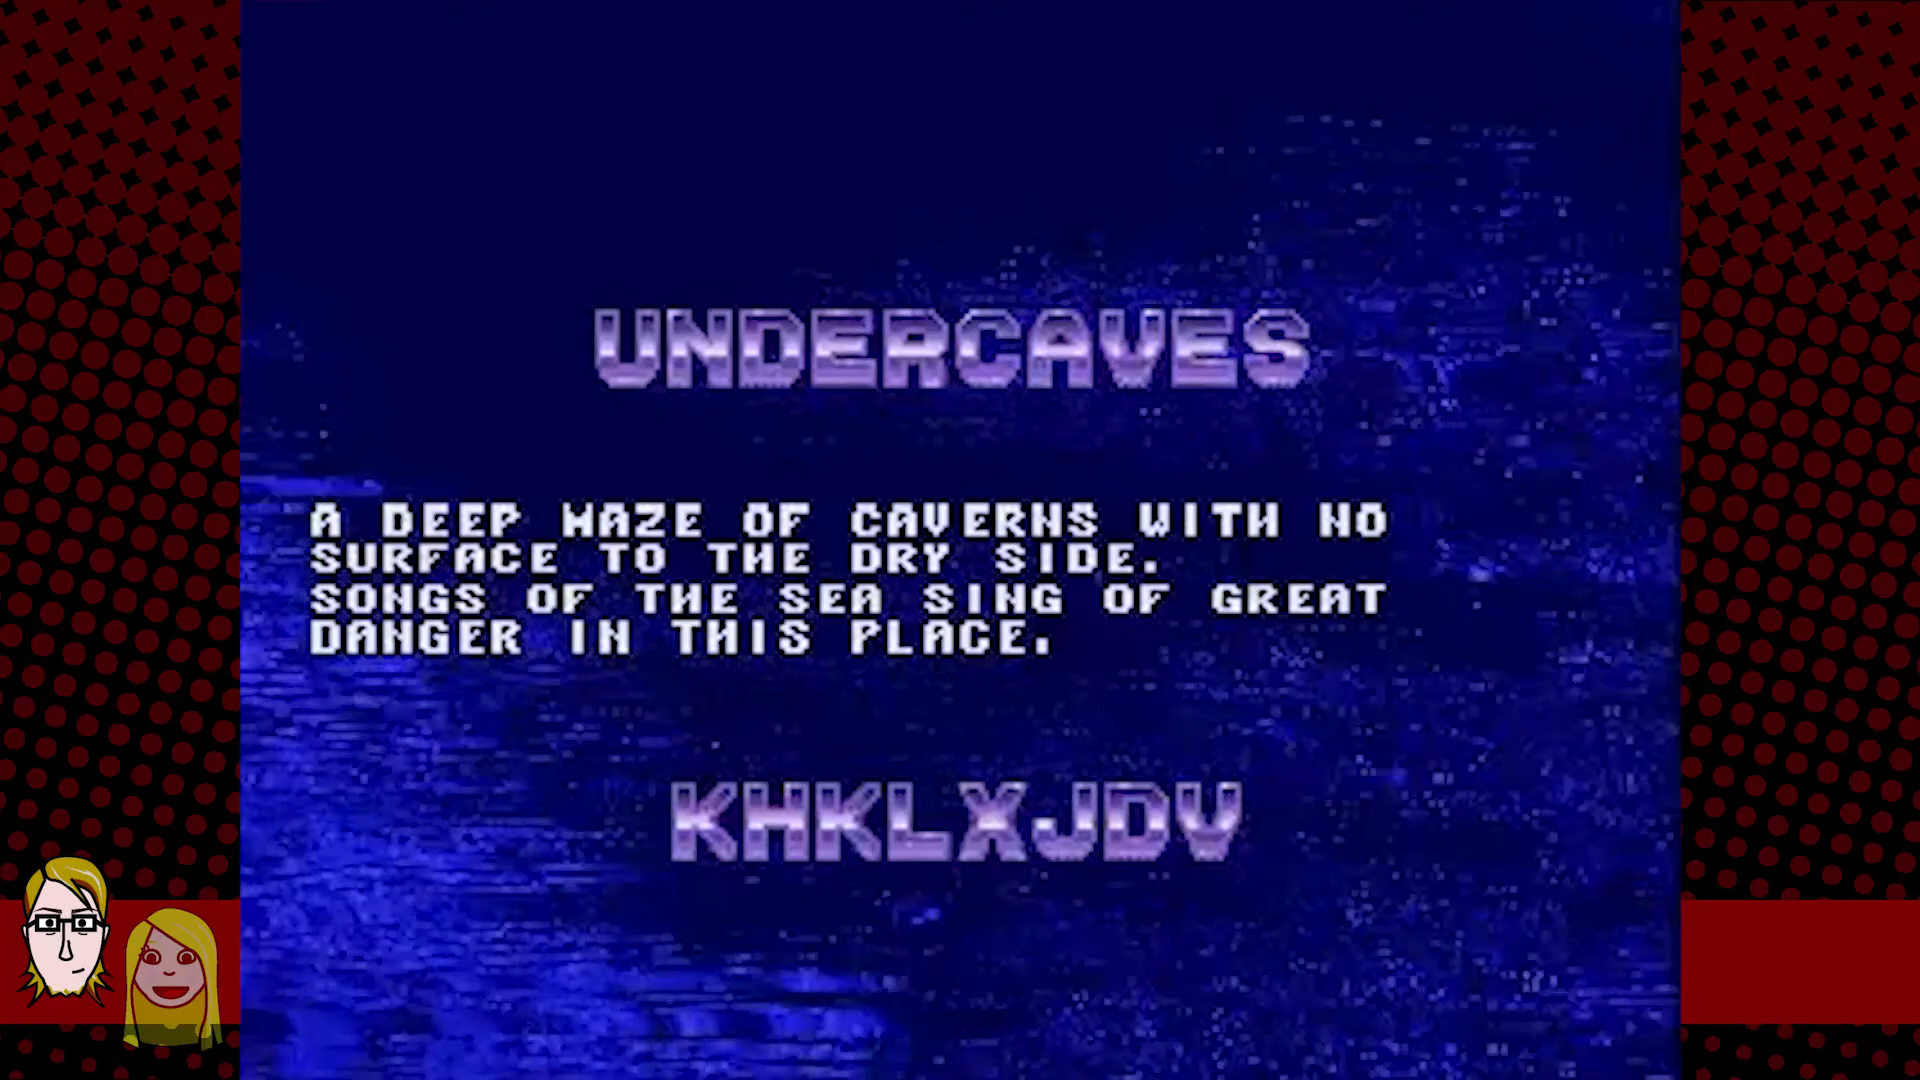 UNDERCAVES
A DEEP MAZE OF CAVERNS WITH NO
SURFACE TO THE DRY SIDE.
SONGS OF THE SEA SING OF GREAT
DANGER IN THIS PLACE.
KHKLXJDV